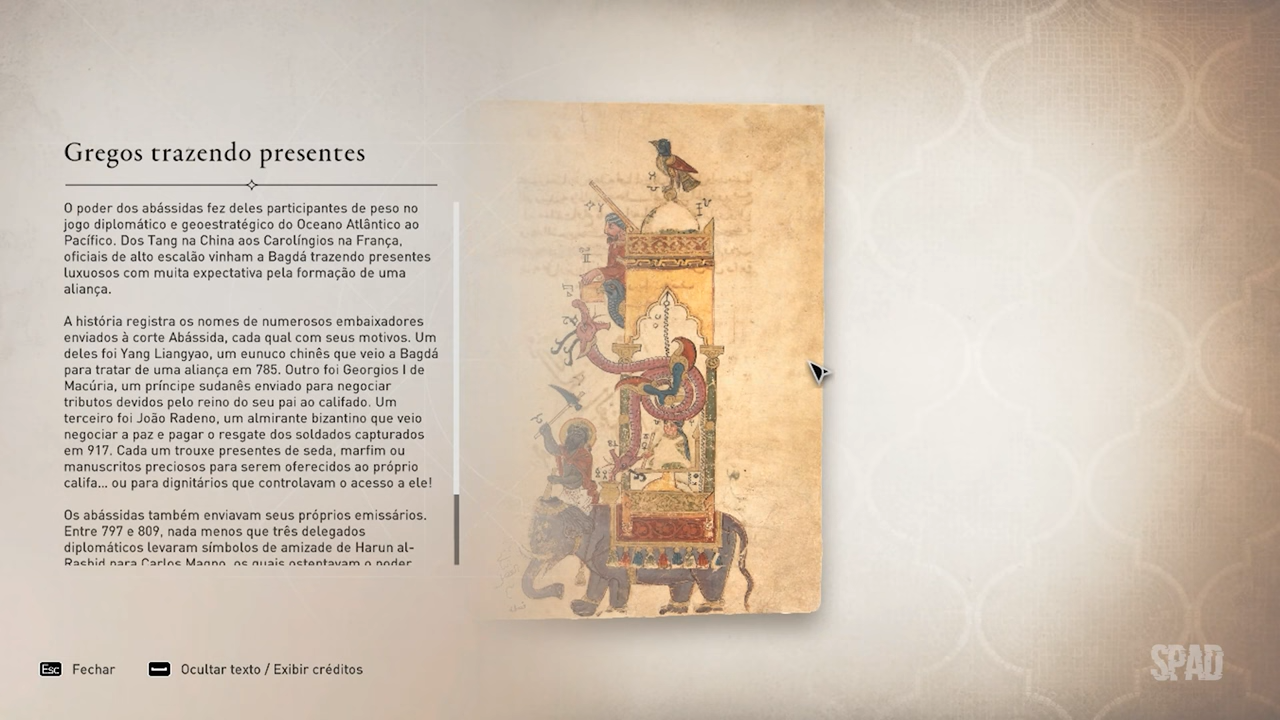 Gregos trazendo presentes
O poder dos abássidas fez deles participantes de peso no
jogo diplomático e geoestratégico do Oceano Atlântico ao
Pacífico. Dos Tang na China aos Carolíngios na França,
oficiais de alto escalão vinham a Bagdá trazendo presentes
luxuosos com muita expectativa pela formação de uma
aliança.
A história registra os nomes de numerosos embaixadores
enviados à corte Abássida, cada qual com seus motivos. Um
deles foi Yang Liangyao, um eunuco chinês que veio a Bagdá
para tratar de uma aliança em 785. Outro foi Georgios I de
Macúria, um príncipe sudanês enviado para negociar
tributos devidos pelo reino do seu pai ao califado. Um
terceiro foi João Radeno, um almirante bizantino que veio
negociar a paz e pagar o resgate dos soldados capturados
em 917. Cada um trouxe presentes de seda, marfim ou
manuscritos preciosos para serem oferecidos ao próprio
califa... ou para dignitários que controlavam o acesso a ele!
Os abássidas também enviavam seus próprios emissários.
Entre 797 e 809, nada menos que três delegados
diplomáticos levaram símbolos de amizade de Harun al-
Rashid para Carlos Magno, os quais ostentavam o poder
Esc Fechar Ocultar texto / Exibir créditos
SPAD